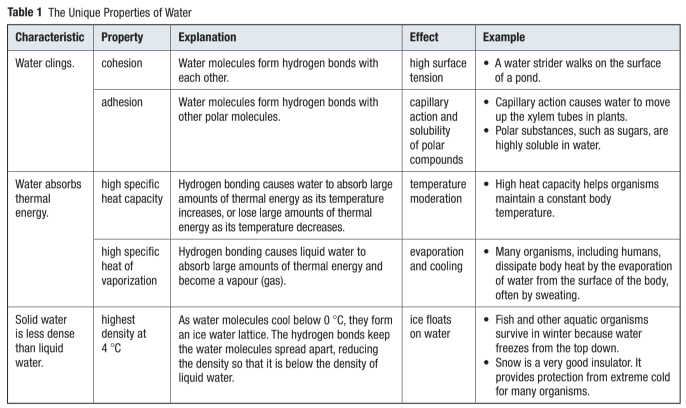 Table 1 The Unique Properties of Water
Characteristic Property Explanation Effect Example
Water clings.
cohesion
Water molecules form hydrogen bonds with
each other.
high surface
tension
• A water strider walks on the surface
of a pond.
adhesion
Water molecules form hydrogen bonds with
other polar molecules.
capillary
action and
solubility
of polar
compounds
• Capillary action causes water to move
up the xylem tubes in plants.
• Polar substances, such as sugars, are
highly soluble in water.
Water absorbs
thermal
energy.
high specific
heat capacity
Hydrogen bonding causes water to absorb large
amounts of thermal energy as its temperature
increases, or lose large amounts of thermal
energy as its temperature decreases.
temperature
moderation
• High heat capacity helps organisms
maintain a constant body
temperature.
high specific
heat of
vaporization
Hydrogen bonding causes liquid water to
absorb large amounts of thermal energy and
become a vapour (gas).
evaporation
and cooling
• Many organisms, including humans,
dissipate body heat by the evaporation
of water from the surface of the body,
often by sweating.
Solid water
is less dense
than liquid
water.
highest
density at
4 °C
As water molecules cool below 0 °C, they form
an ice water lattice. The hydrogen bonds keep
the water molecules spread apart, reducing
the density so that it is below the density of
liquid water.
ice floats
on water
• Fish and other aquatic organisms
survive in winter because water
freezes from the top down.
• Snow is a very good insulator. It
provides protection from extreme cold
for many organisms.